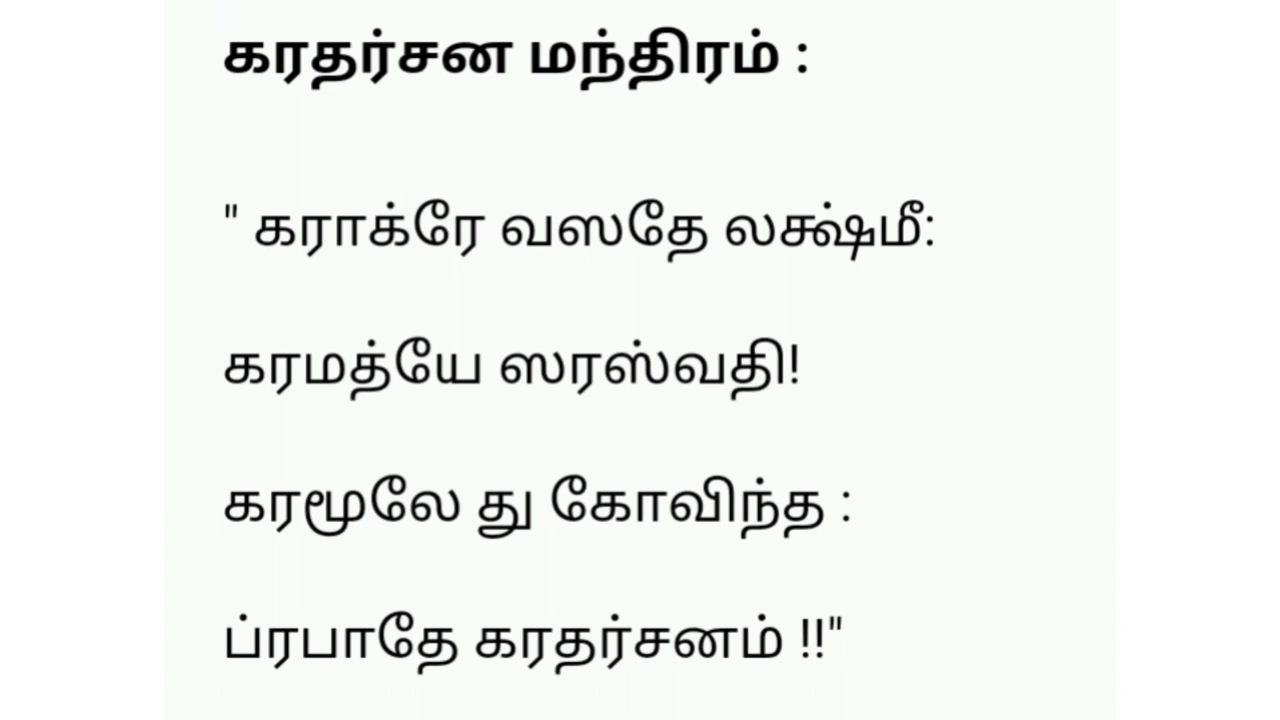 கரதர்சன மந்திரம் :
" கராக்ரே வஸதே லக்ஷ்மீ:
கரமத்யே ஸரஸ்வதி!
கரமூலே து கோவிந்த :
ப்ரபாதே கரதர்சனம் !!"